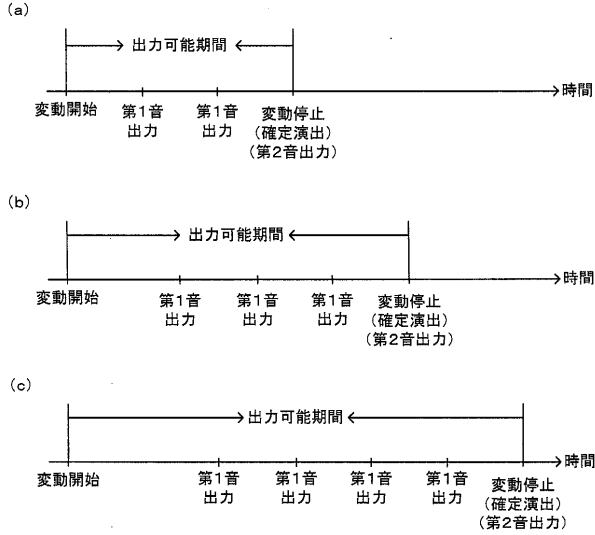 (a)
出力可能期間
時間
変動開始
第1音
出力
第1音
出力
変動停止
(確定演出)
(第2音出力)
(b)
出力可能期間
時間
変動開始
第1音
出力
第1音
出力
第1音
出力
変動停止
(確定演出)
(第2音出力)
(c)
出力可能期間
時間
変動開始
第1音
出力
第1音
出力
第1音
出力
第1音
出力
変動停止
(確定演出)
(第2音出力)